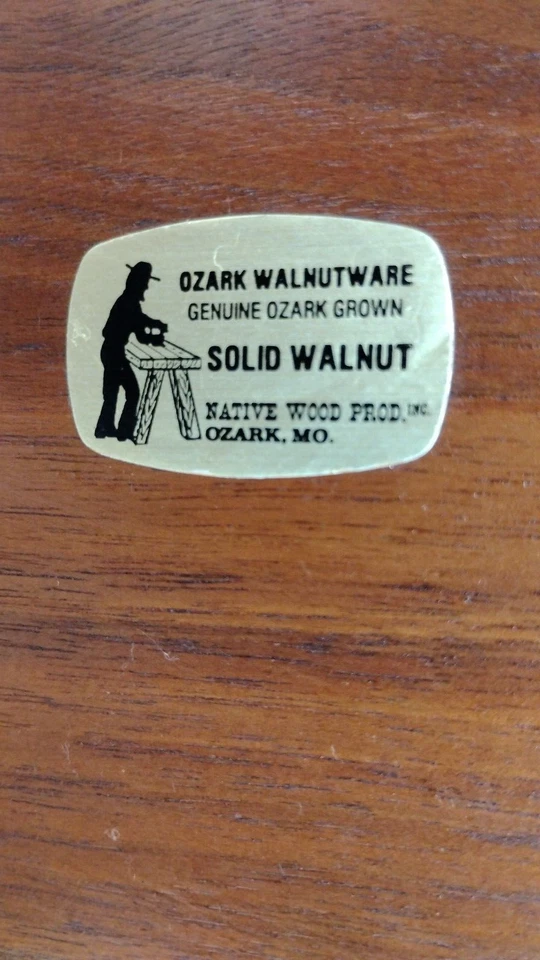 OZARK WALNUTWARE
GENUINE OZARK GROWN
SOLID WALNUT
NATIVE WOOD PROD. INC.
OZARK, MO.